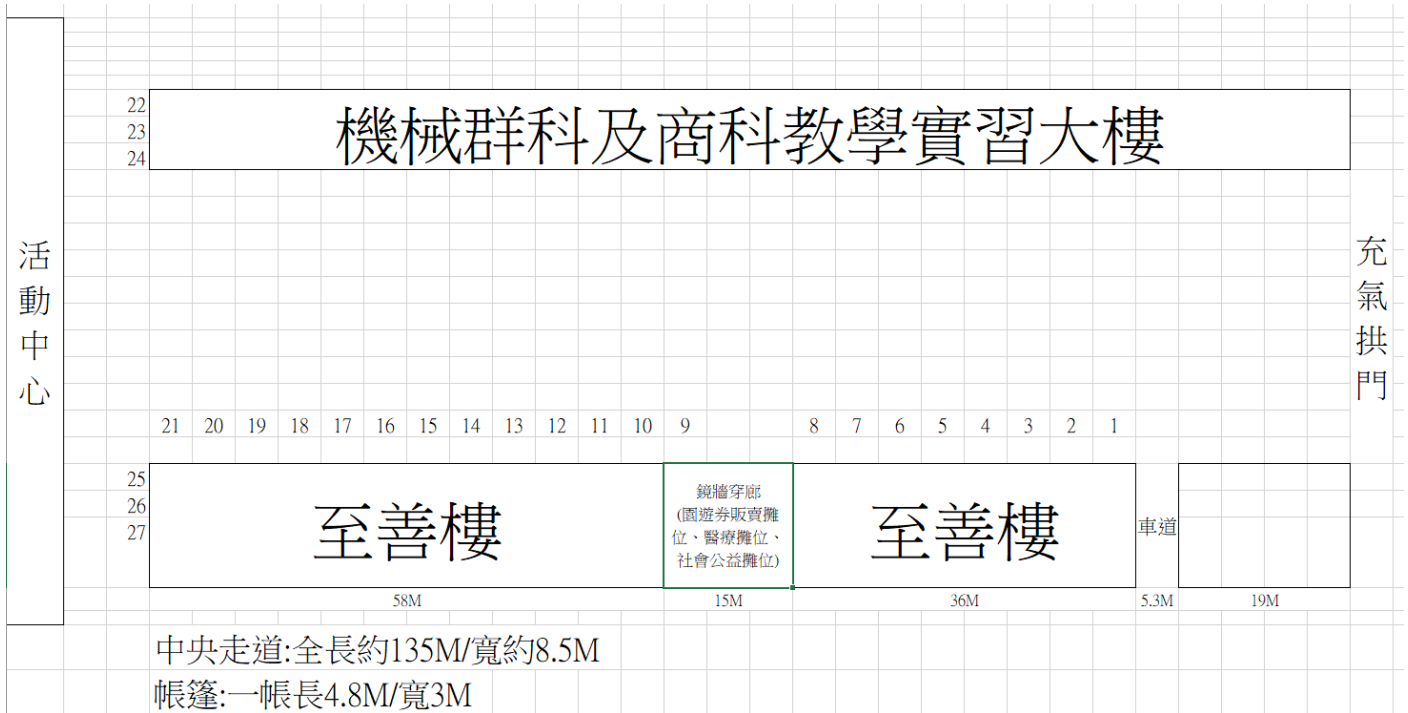 22
23
24
機械群科及商科教學實習大樓
活動中心
充氣拱門
21 20 19 18 17 16 15 14 13 12 11 10 9 8 7 6 5 4 3 2 1
25
26
27
至善樓
鏡牆穿廊
(園遊券販賣攤
位、醫療攤位、
社會公益攤位)
至善樓
車道
58M 15M 36M 5.3M 19M
中央走道:全長約135M/寬約8.5M
帳篷:一帳長4.8M/寬3M